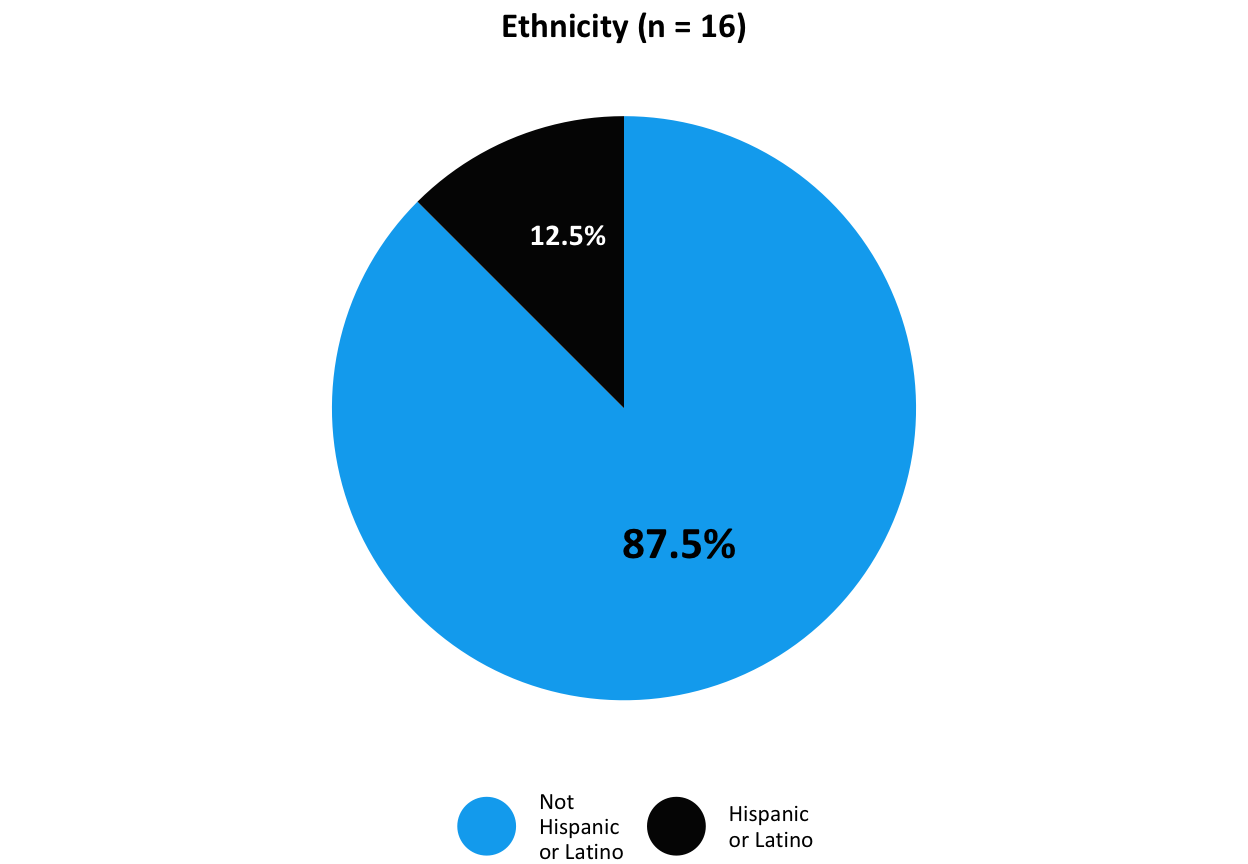 Ethnicity (n = 16)
12.5%
87.5%
Not
Hispanic
or Latino
Hispanic
or Latino